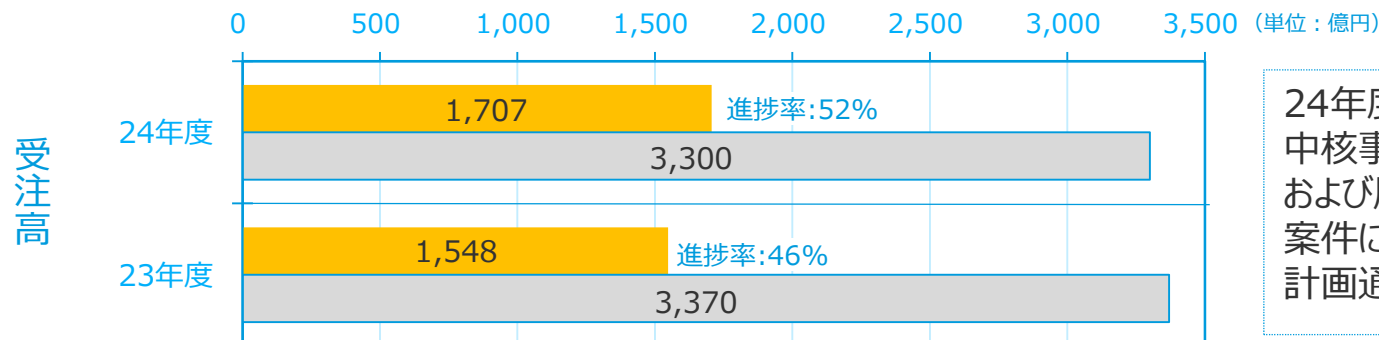 0 500 1,000 1,500 2,000 2,500 3,000 3,500 (単位：億円)
受注高
24年度
1,707
進捗率:52%
3,300
23年度
1,548
進捗率:46%
3,370
24年度
中核事
および
案件に
計画通